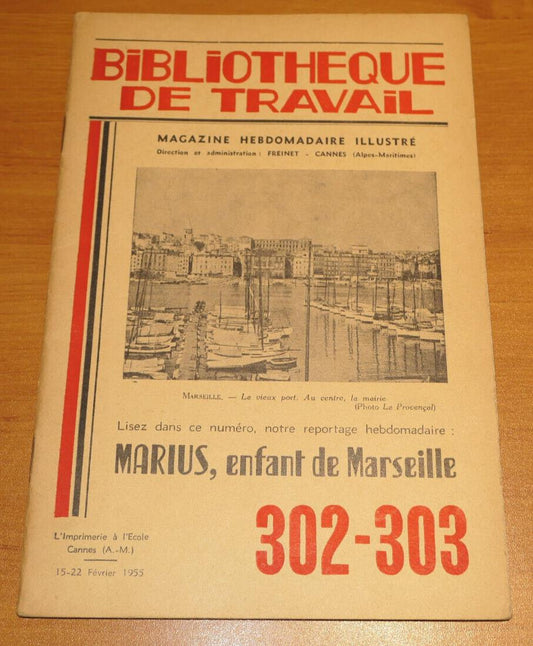 BiBLiOTHEQUE
DE TRAVAiL
MAGAZINE HEBDOMADAIRE ILLUSTRÉ
Direction et administration : FREINET - CANNES (Alpes-Maritimes)
MARSEILLE. — Le vieux port. Au centre, la mairie
(Photo Le Provençal)
Lisez dans ce numéro, notre reportage hebdomadaire :
MARIUS, enfant de Marseille
302-303
L'Imprimerie à l'Ecole
Cannes (A.-M.)
15-22 Février 1955